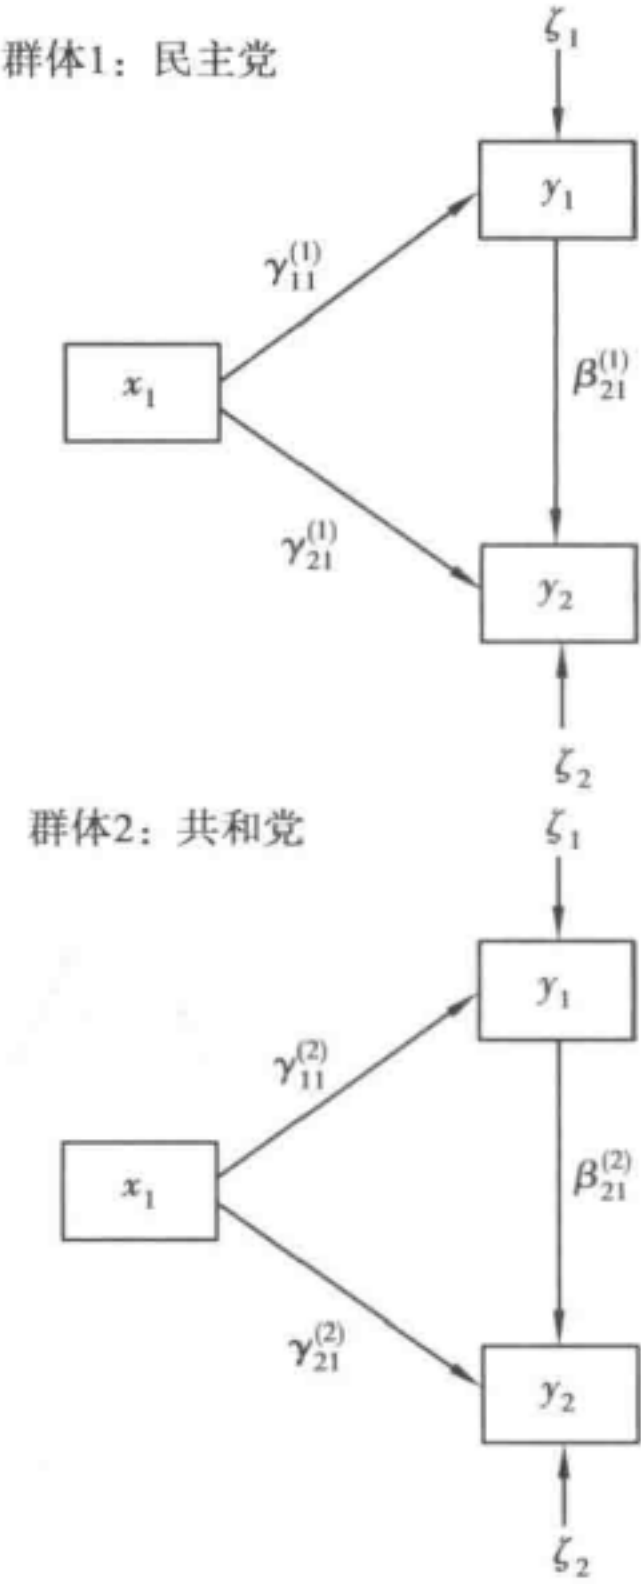 ζ₁
群体1：民主党
y₁
γ₁₁⁽¹⁾
β₂₁⁽¹⁾
x₁
γ₂₁⁽¹⁾
y₂
ζ₂
群体2：共和党
ζ₁
y₁
γ₁₁⁽²⁾
β₂₁⁽²⁾
x₁
γ₂₁⁽²⁾
y₂
ζ₂